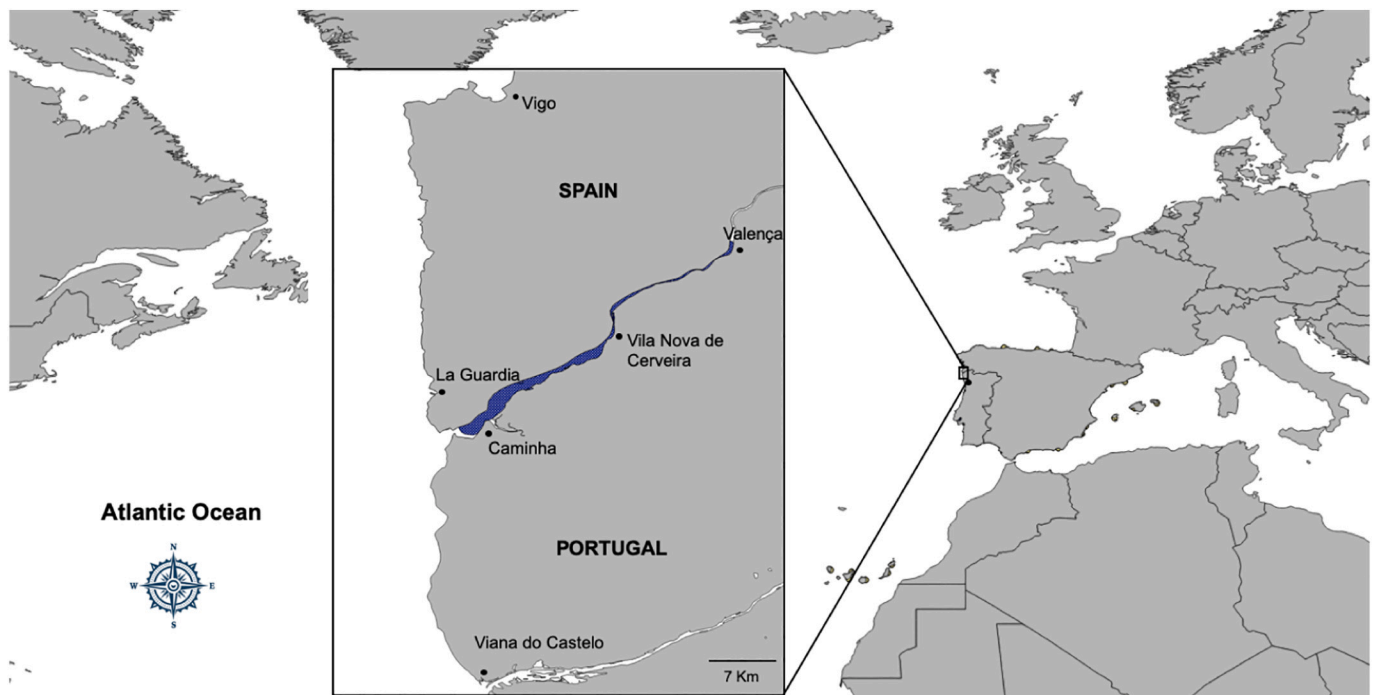 Vigo
SPAIN
Valença
Vila Nova de
Cerveira
La Guardia
Caminha
Atlantic Ocean
N
W
E
S
PORTUGAL
Viana do Castelo
7 Km